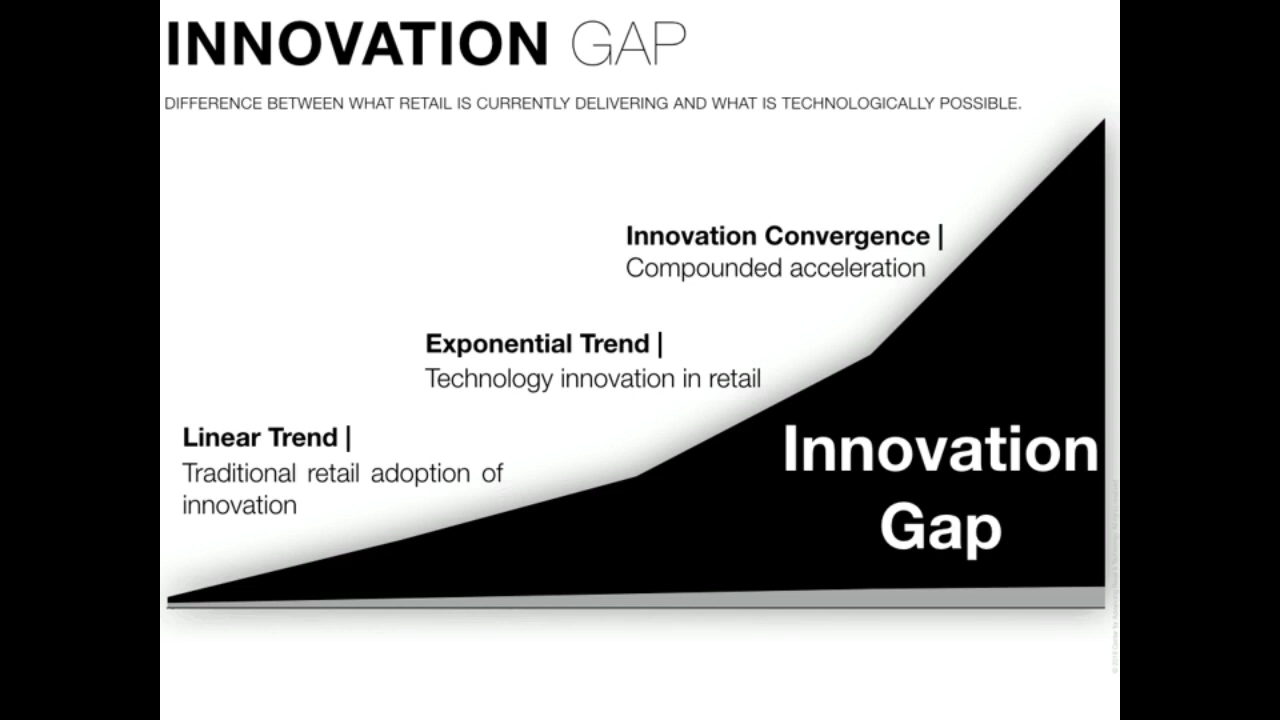 INNOVATION GAP
DIFFERENCE BETWEEN WHAT RETAIL IS CURRENTLY DELIVERING AND WHAT IS TECHNOLOGICALLY POSSIBLE.
Innovation Convergence |
Compounded acceleration
Exponential Trend |
Technology innovation in retail
Linear Trend |
Traditional retail adoption of
innovation
Innovation
Gap